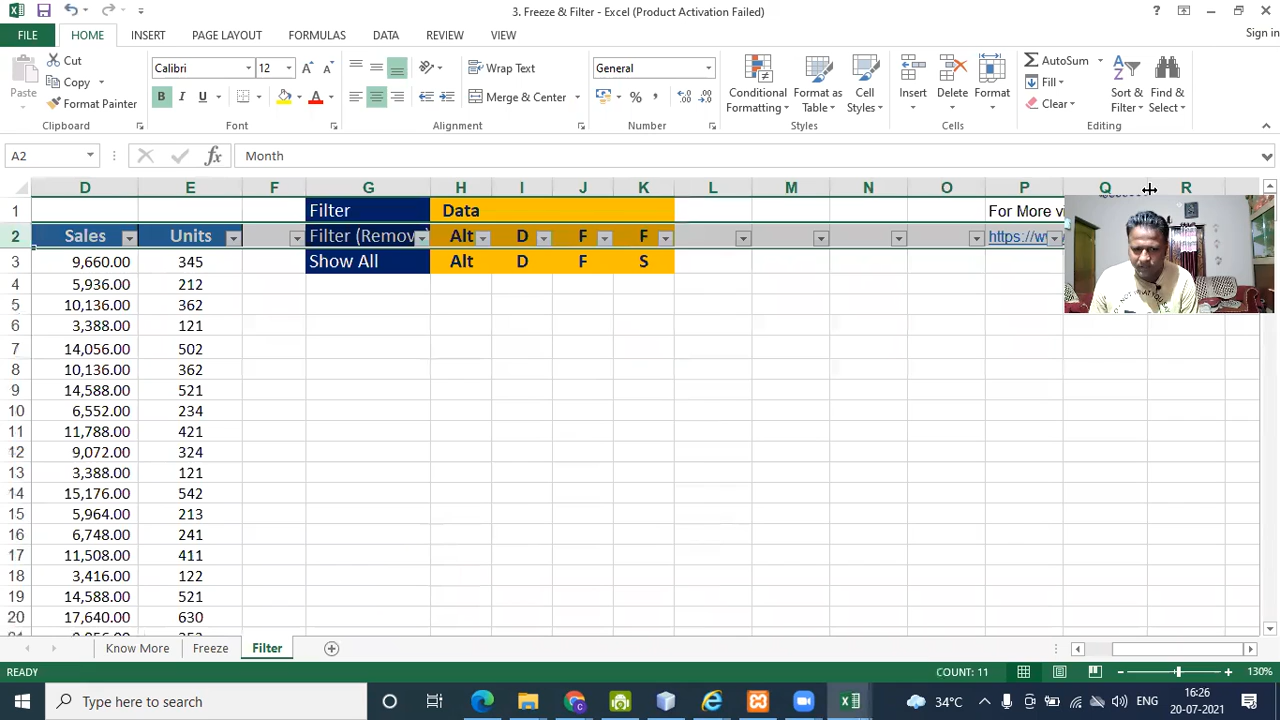 3. Freeze & Filter - Excel (Product Activation Failed)
Sign in
FILE HOME INSERT PAGE LAYOUT FORMULAS DATA REVIEW VIEW
Paste Cut Copy Format Painter Clipboard
Calibri 12 B I U A Font
Wrap Text Merge & Center Alignment
General % , Number
Conditional Formatting Format as Table Cell Styles Styles
Insert Delete Format Cells
AutoSum Fill Clear Sort & Filter Find & Select Editing
A2 fx Month
D E F G H I J K L M N O P Q R
1 Filter Data For More v
2 Sales Units Filter (Remov Alt D F F https://w
3 9,660.00 345 Show All Alt D F S
4 5,936.00 212
5 10,136.00 362
6 3,388.00 121
7 14,056.00 502
8 10,136.00 362
9 14,588.00 521
10 6,552.00 234
11 11,788.00 421
12 9,072.00 324
13 3,388.00 121
14 15,176.00 542
15 5,964.00 213
16 6,748.00 241
17 11,508.00 411
18 3,416.00 122
19 14,588.00 521
20 17,640.00 630
Know More Freeze Filter
READY COUNT: 11 130%
Type here to search 34°C ENG 16:26
20-07-2021